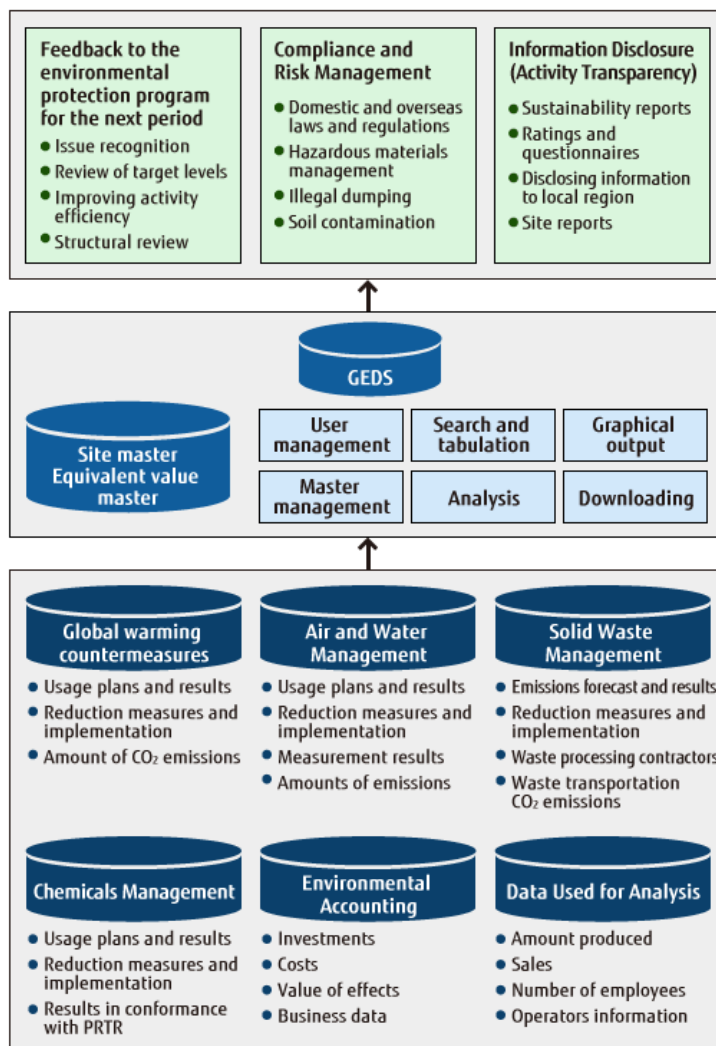 Feedback to the
environmental
protection program
for the next period
• Issue recognition
• Review of target levels
• Improving activity
efficiency
• Structural review
Compliance and
Risk Management
• Domestic and overseas
laws and regulations
• Hazardous materials
management
• Illegal dumping
• Soil contamination
Information Disclosure
(Activity Transparency)
• Sustainability reports
• Ratings and
questionnaires
• Disclosing information
to local region
• Site reports
GEDS
Site master
Equivalent value
master
User
management
Search and
tabulation
Graphical
output
Master
management
Analysis
Downloading
Global warming
countermeasures
• Usage plans and results
• Reduction measures and
implementation
• Amount of CO₂ emissions
Air and Water
Management
• Usage plans and results
• Reduction measures and
implementation
• Measurement results
• Amounts of emissions
Solid Waste
Management
• Emissions forecast and results
• Reduction measures and
implementation
• Waste processing contractors
• Waste transportation
CO₂ emissions
Chemicals Management
• Usage plans and results
• Reduction measures and
implementation
• Results in conformance
with PRTR
Environmental
Accounting
• Investments
• Costs
• Value of effects
• Business data
Data Used for Analysis
• Amount produced
• Sales
• Number of employees
• Operators information